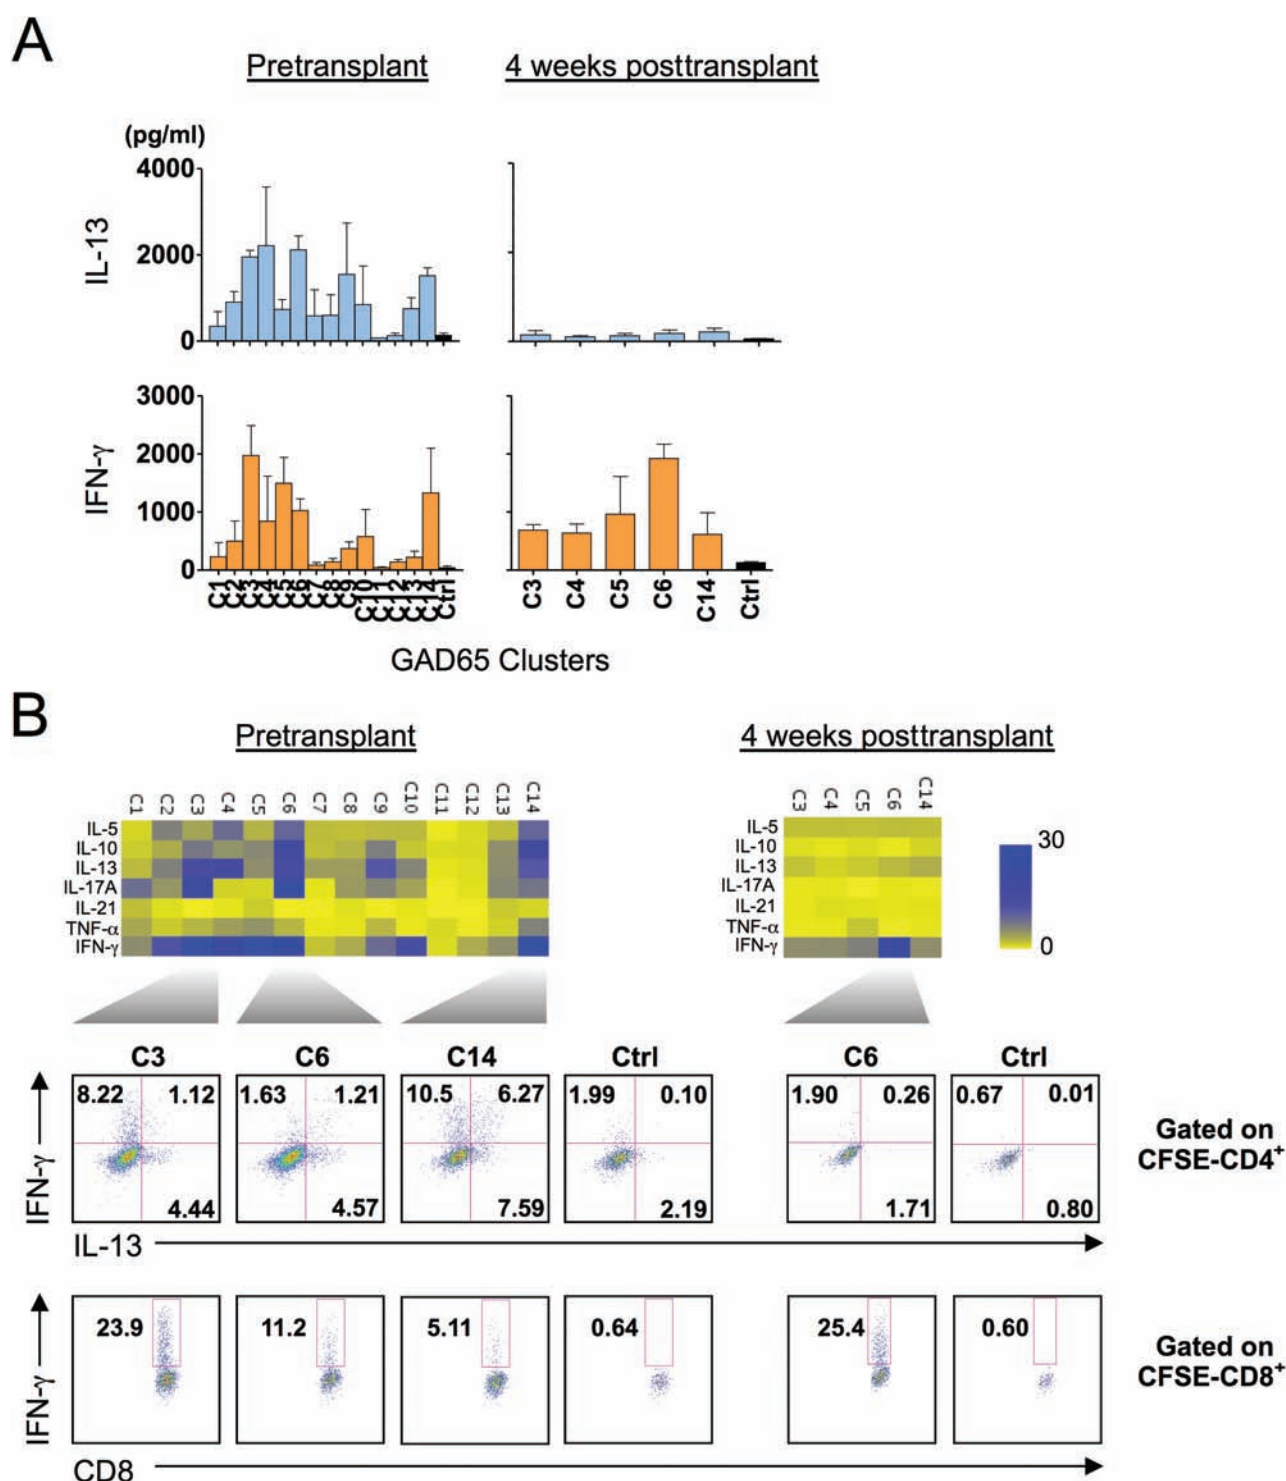 A
Pretransplant
4 weeks posttransplant
(pg/ml)
4000
2000
0
IL-13
3000
2000
1000
0
IFN-γ
C1 C2 C3 C4 C5 C6 C7 C8 C9 C10 C11 C12 C13 C14 Ctrl
C3 C4 C5 C6 C14 Ctrl
GAD65 Clusters
B
Pretransplant
4 weeks posttransplant
C1 C2 C3 C4 C5 C6 C7 C8 C9 C10 C11 C12 C13 C14
IL-5
IL-10
IL-13
IL-17A
IL-21
TNF-α
IFN-γ
C3 C4 C5 C6 C14
IL-5
IL-10
IL-13
IL-17A
IL-21
TNF-α
IFN-γ
30
0
C3 C6 C14 Ctrl C6 Ctrl
8.22 1.12 1.63 1.21 10.5 6.27 1.99 0.10 1.90 0.26 0.67 0.01
4.44 4.57 7.59 2.19 1.71 0.80
IFN-γ
IL-13
Gated on
CFSE-CD4+
23.9 11.2 5.11 0.64 25.4 0.60
IFN-γ
CD8
Gated on
CFSE-CD8+